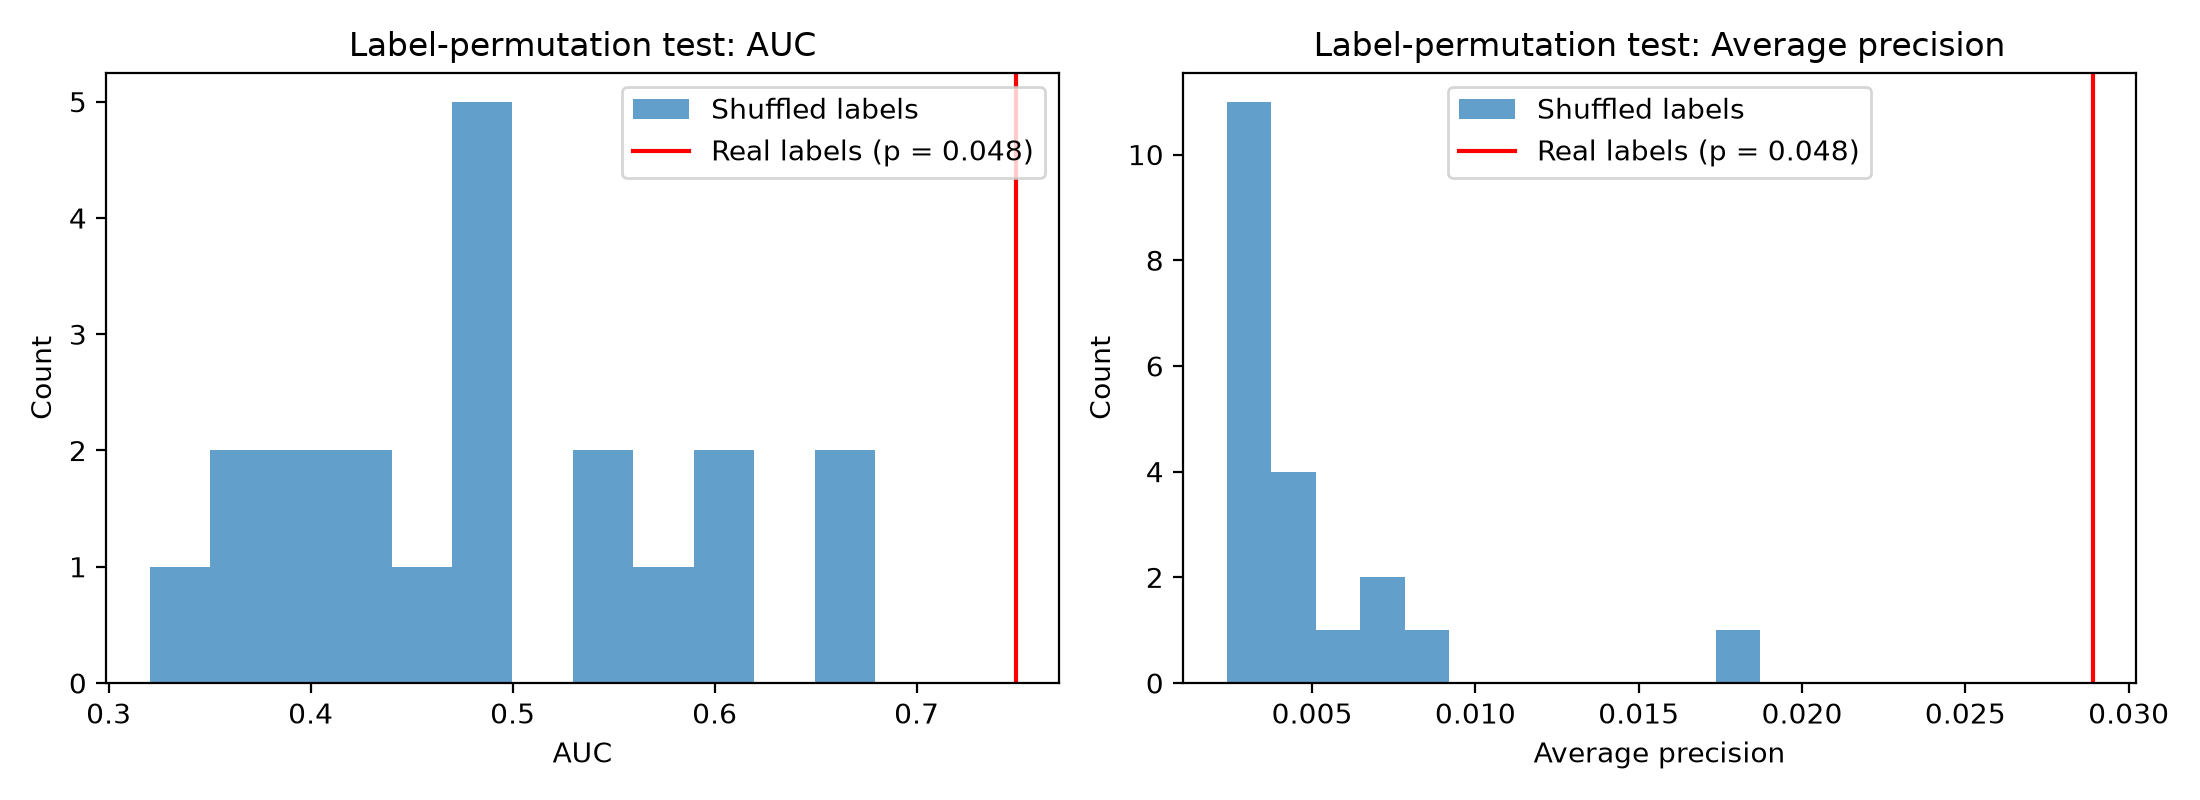 Label-permutation test: AUC
Shuffled labels
Real labels (p = 0.048)
5
4
3
2
1
0
Count
0.3 0.4 0.5 0.6 0.7
AUC
Label-permutation test: Average precision
Shuffled labels
Real labels (p = 0.048)
10
8
6
4
2
0
Count
0.005 0.010 0.015 0.020 0.025 0.030
Average precision